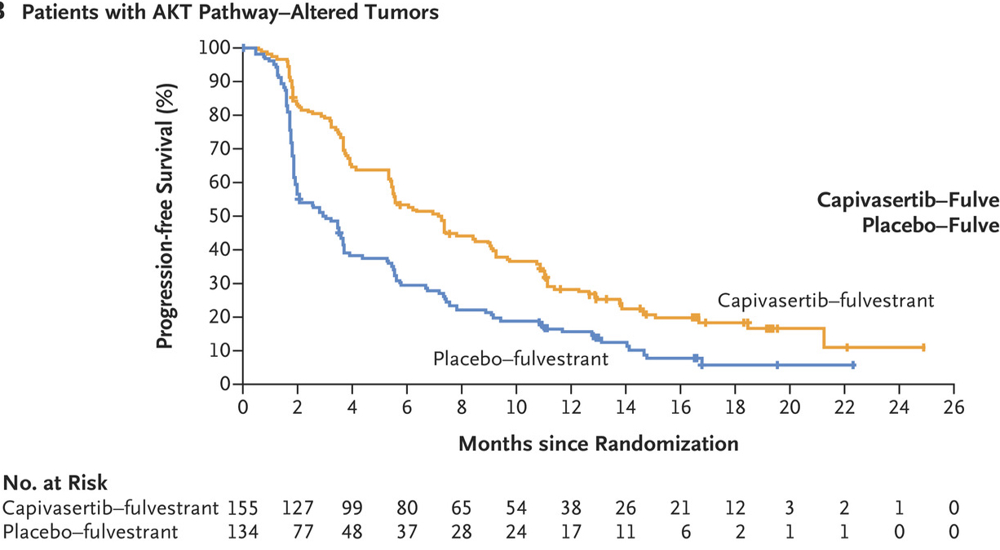 B Patients with AKT Pathway–Altered Tumors
100
90
80
70
60
50
40
30
20
10
0
Progression-free Survival (%)
Capivasertib–Fulve
Placebo–Fulve
Capivasertib–fulvestrant
Placebo–fulvestrant
0 2 4 6 8 10 12 14 16 18 20 22 24 26
Months since Randomization
No. at Risk
Capivasertib–fulvestrant 155 127 99 80 65 54 38 26 21 12 3 2 1 0
Placebo–fulvestrant 134 77 48 37 28 24 17 11 6 2 1 1 0 0